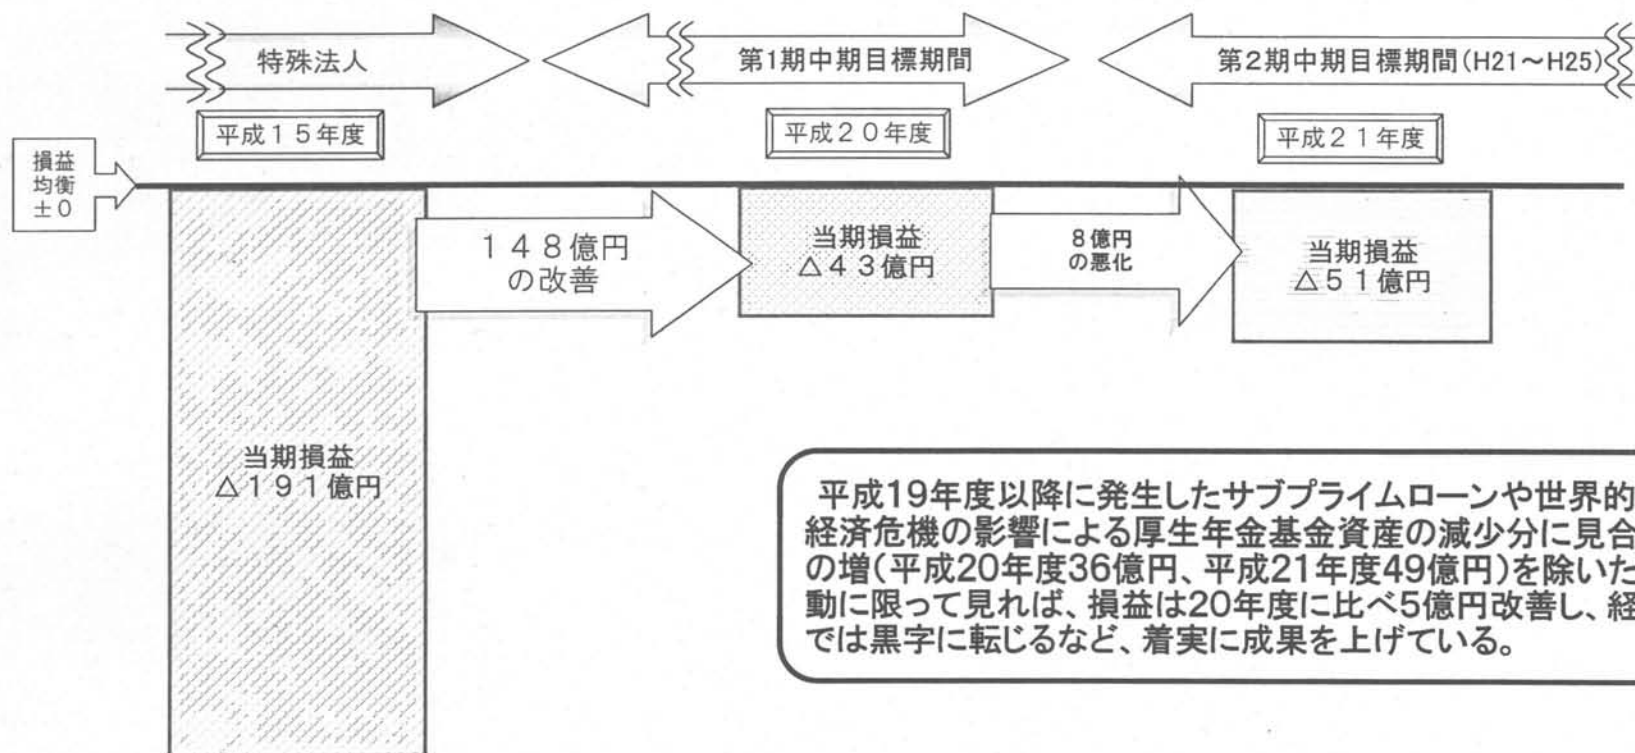 特殊法人
第1期中期目標期間
第2期中期目標期間(H21～H25)
平成15年度
平成20年度
平成21年度
損益
均衡
±0
148億円
の改善
当期損益
△43億円
8億円
の悪化
当期損益
△51億円
当期損益
△191億円
平成19年度以降に発生したサブプライムローンや世界的
経済危機の影響による厚生年金基金資産の減少分に見合
の増(平成20年度36億円、平成21年度49億円)を除いた
動に限って見れば、損益は20年度に比べ5億円改善し、経
では黒字に転じるなど、着実に成果を上げている。